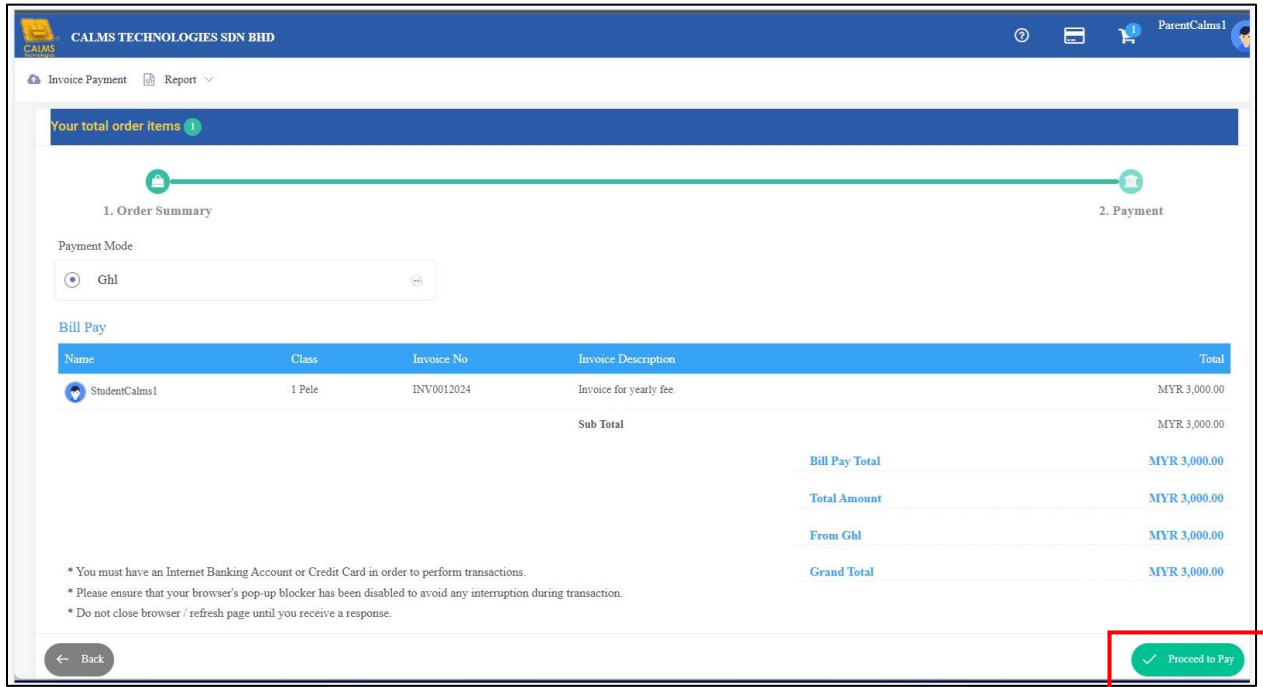 CALMS TECHNOLOGIES SDN BHD
1
ParentCalms1
CALMS
Technologies
Invoice Payment Report
Your total order items 1
1. Order Summary 2. Payment
Payment Mode
Ghl
Bill Pay
Name Class Invoice No Invoice Description Total
StudentCalms1 1 Pele INV0012024 Invoice for yearly fee MYR 3,000.00
Sub Total MYR 3,000.00
Bill Pay Total MYR 3,000.00
Total Amount MYR 3,000.00
From Ghl MYR 3,000.00
Grand Total MYR 3,000.00
* You must have an Internet Banking Account or Credit Card in order to perform transactions.
* Please ensure that your browser's pop-up blocker has been disabled to avoid any interruption during transaction.
* Do not close browser / refresh page until you receive a response.
Back Proceed to Pay